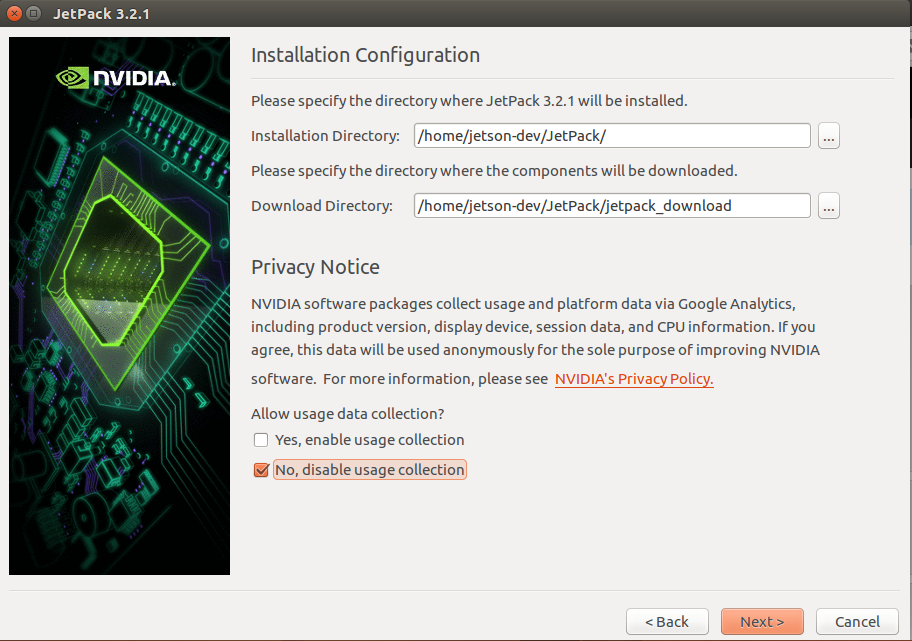 JetPack 3.2.1
NVIDIA.
Installation Configuration
Please specify the directory where JetPack 3.2.1 will be installed.
Installation Directory: /home/jetson-dev/JetPack/ ...
Please specify the directory where the components will be downloaded.
Download Directory: /home/jetson-dev/JetPack/jetpack_download ...
Privacy Notice
NVIDIA software packages collect usage and platform data via Google Analytics,
including product version, display device, session data, and CPU information. If you
agree, this data will be used anonymously for the sole purpose of improving NVIDIA
software. For more information, please see NVIDIA's Privacy Policy.
Allow usage data collection?
Yes, enable usage collection
No, disable usage collection
< Back Next > Cancel